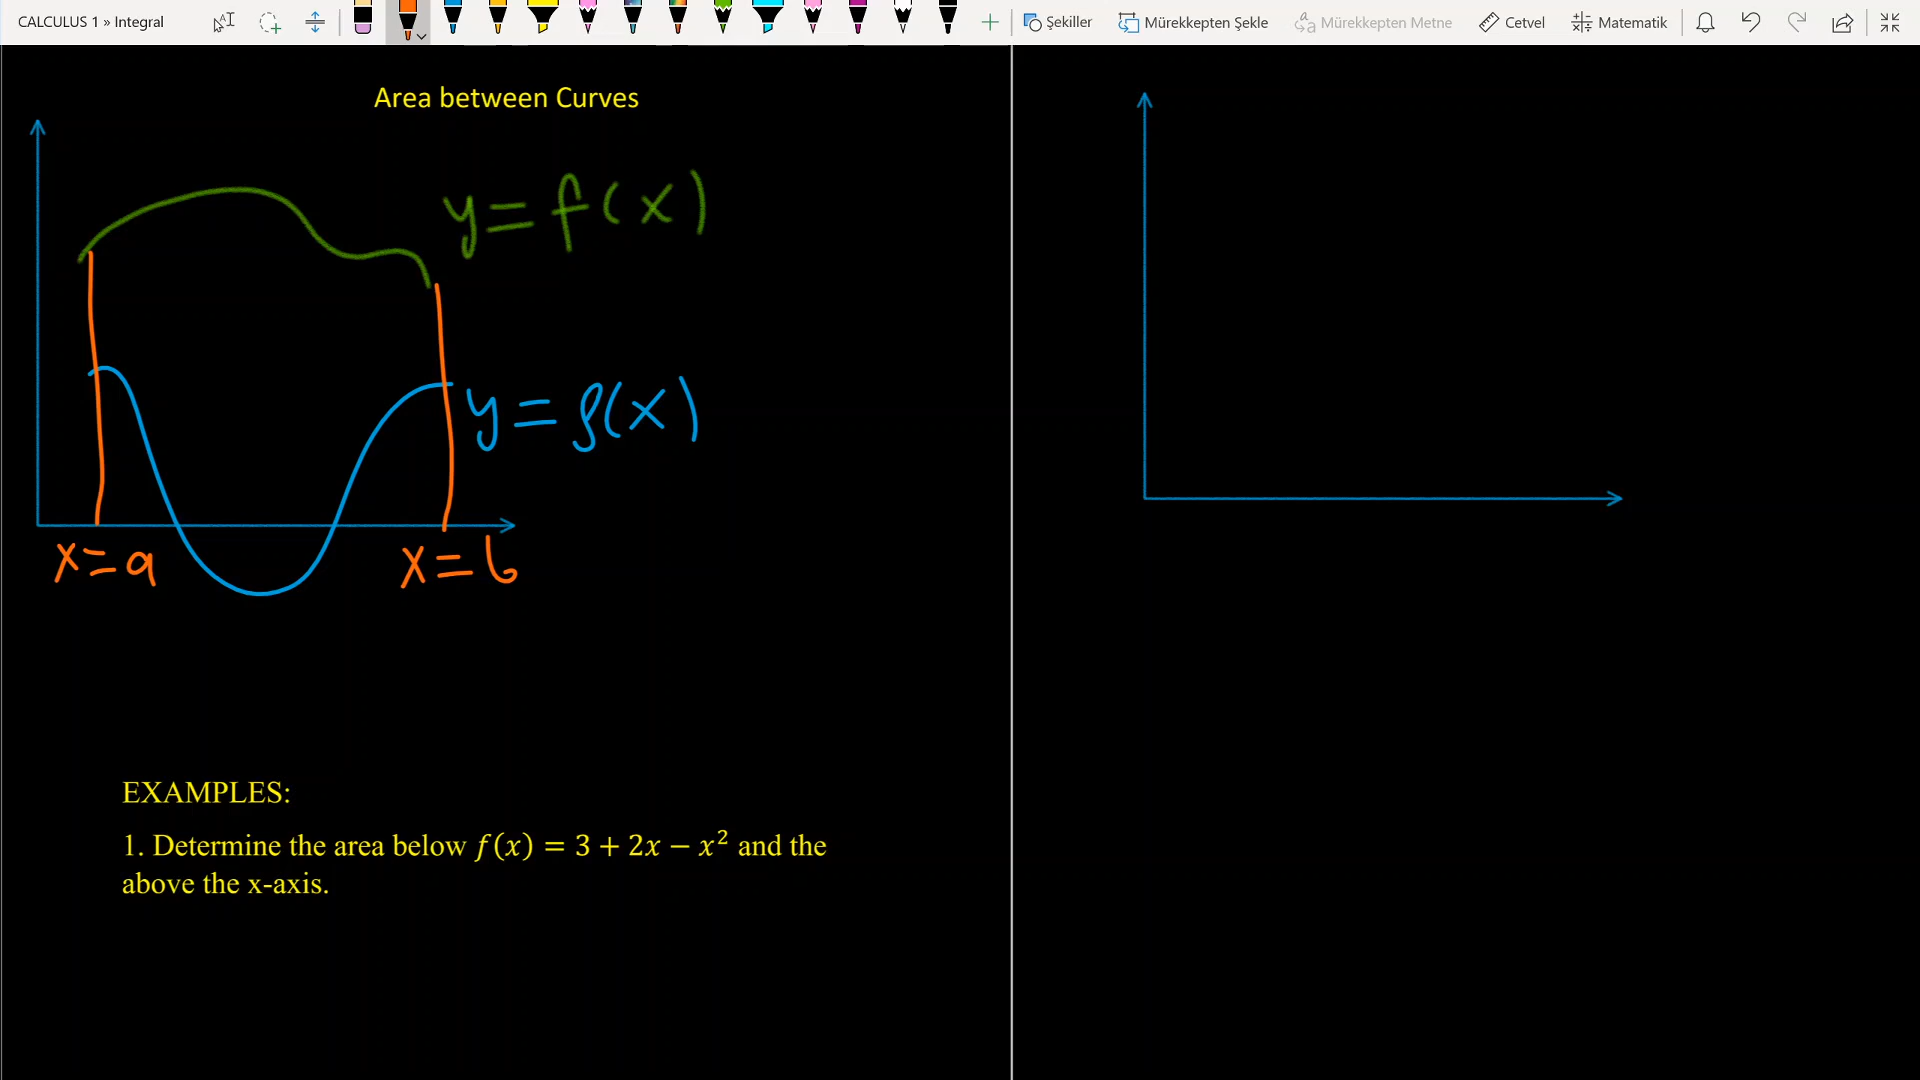 CALCULUS 1 » Integral
Şekiller
Mürekkepten Şekle
Mürekkepten Metne
Cetvel
Matematik
Area between Curves
y = f(x)
y = g(x)
x = a
x = b
EXAMPLES:
1. Determine the area below f(x) = 3 + 2x − x² and the
above the x-axis.